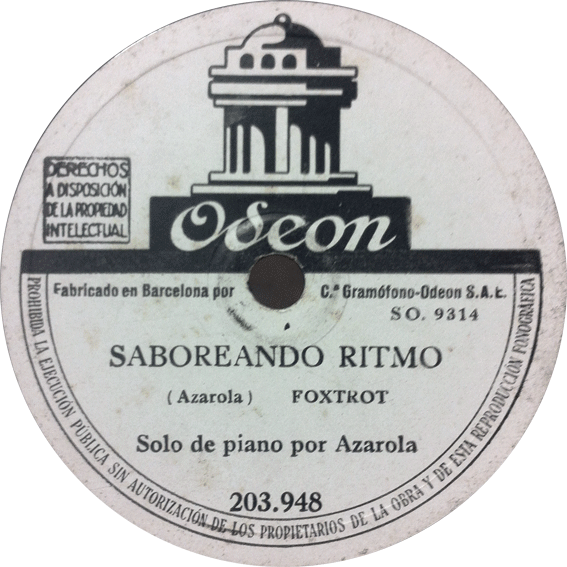 DERECHOS
A DISPOSICIÓN
DE LA PROPIEDAD
INTELECTUAL
Odeon
Fabricado en Barcelona por C.ª Gramófono-Odeon S.A.E.
SO. 9314
SABOREANDO RITMO
(Azarola) FOXTROT
Solo de piano por Azarola
203.948
PROHIBIDA LA EJECUCIÓN PÚBLICA SIN AUTORIZACIÓN DE LOS PROPIETARIOS DE LA OBRA Y DE ESTA REPRODUCCIÓN FONOGRÁFICA